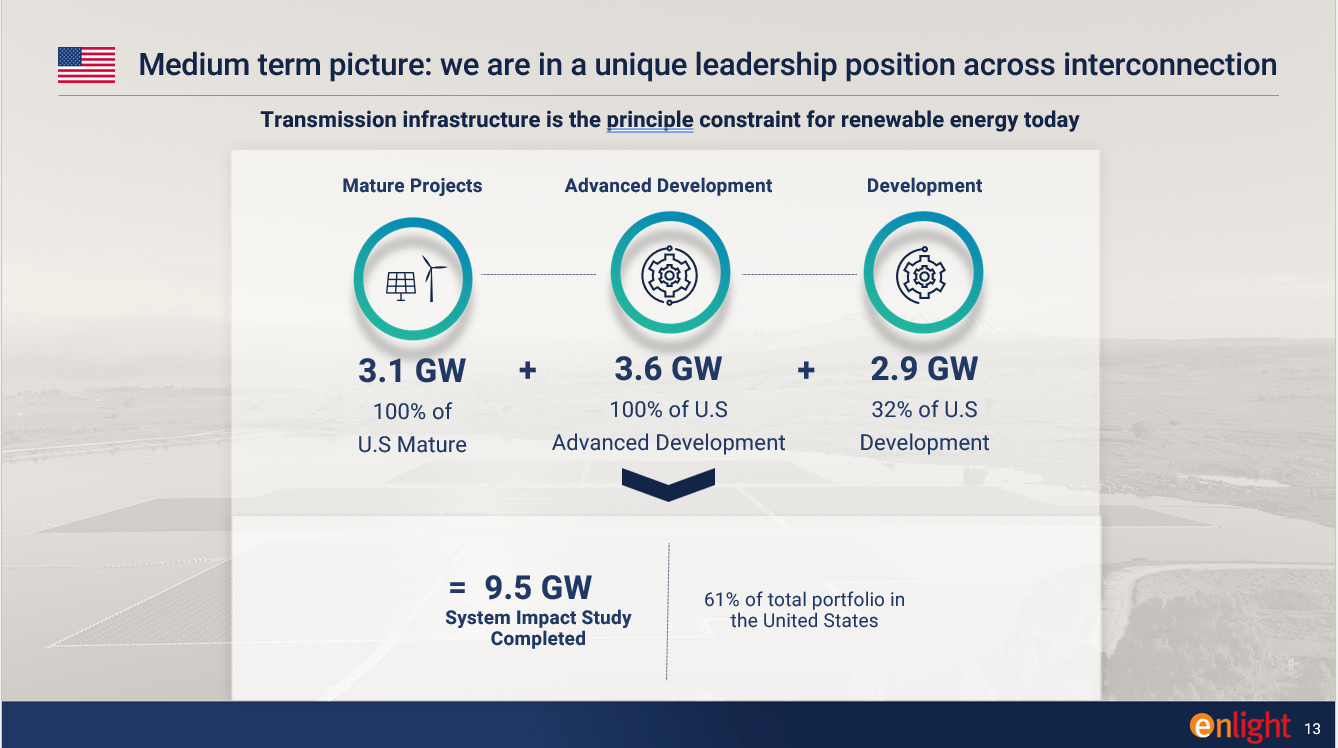 Medium term picture: we are in a unique leadership position across interconnection
Transmission infrastructure is the principle constraint for renewable energy today
Mature Projects
Advanced Development
Development
3.1 GW
+
3.6 GW
+
2.9 GW
100% of
U.S Mature
100% of U.S
Advanced Development
32% of U.S
Development
= 9.5 GW
System Impact Study
Completed
61% of total portfolio in
the United States
enlight
13